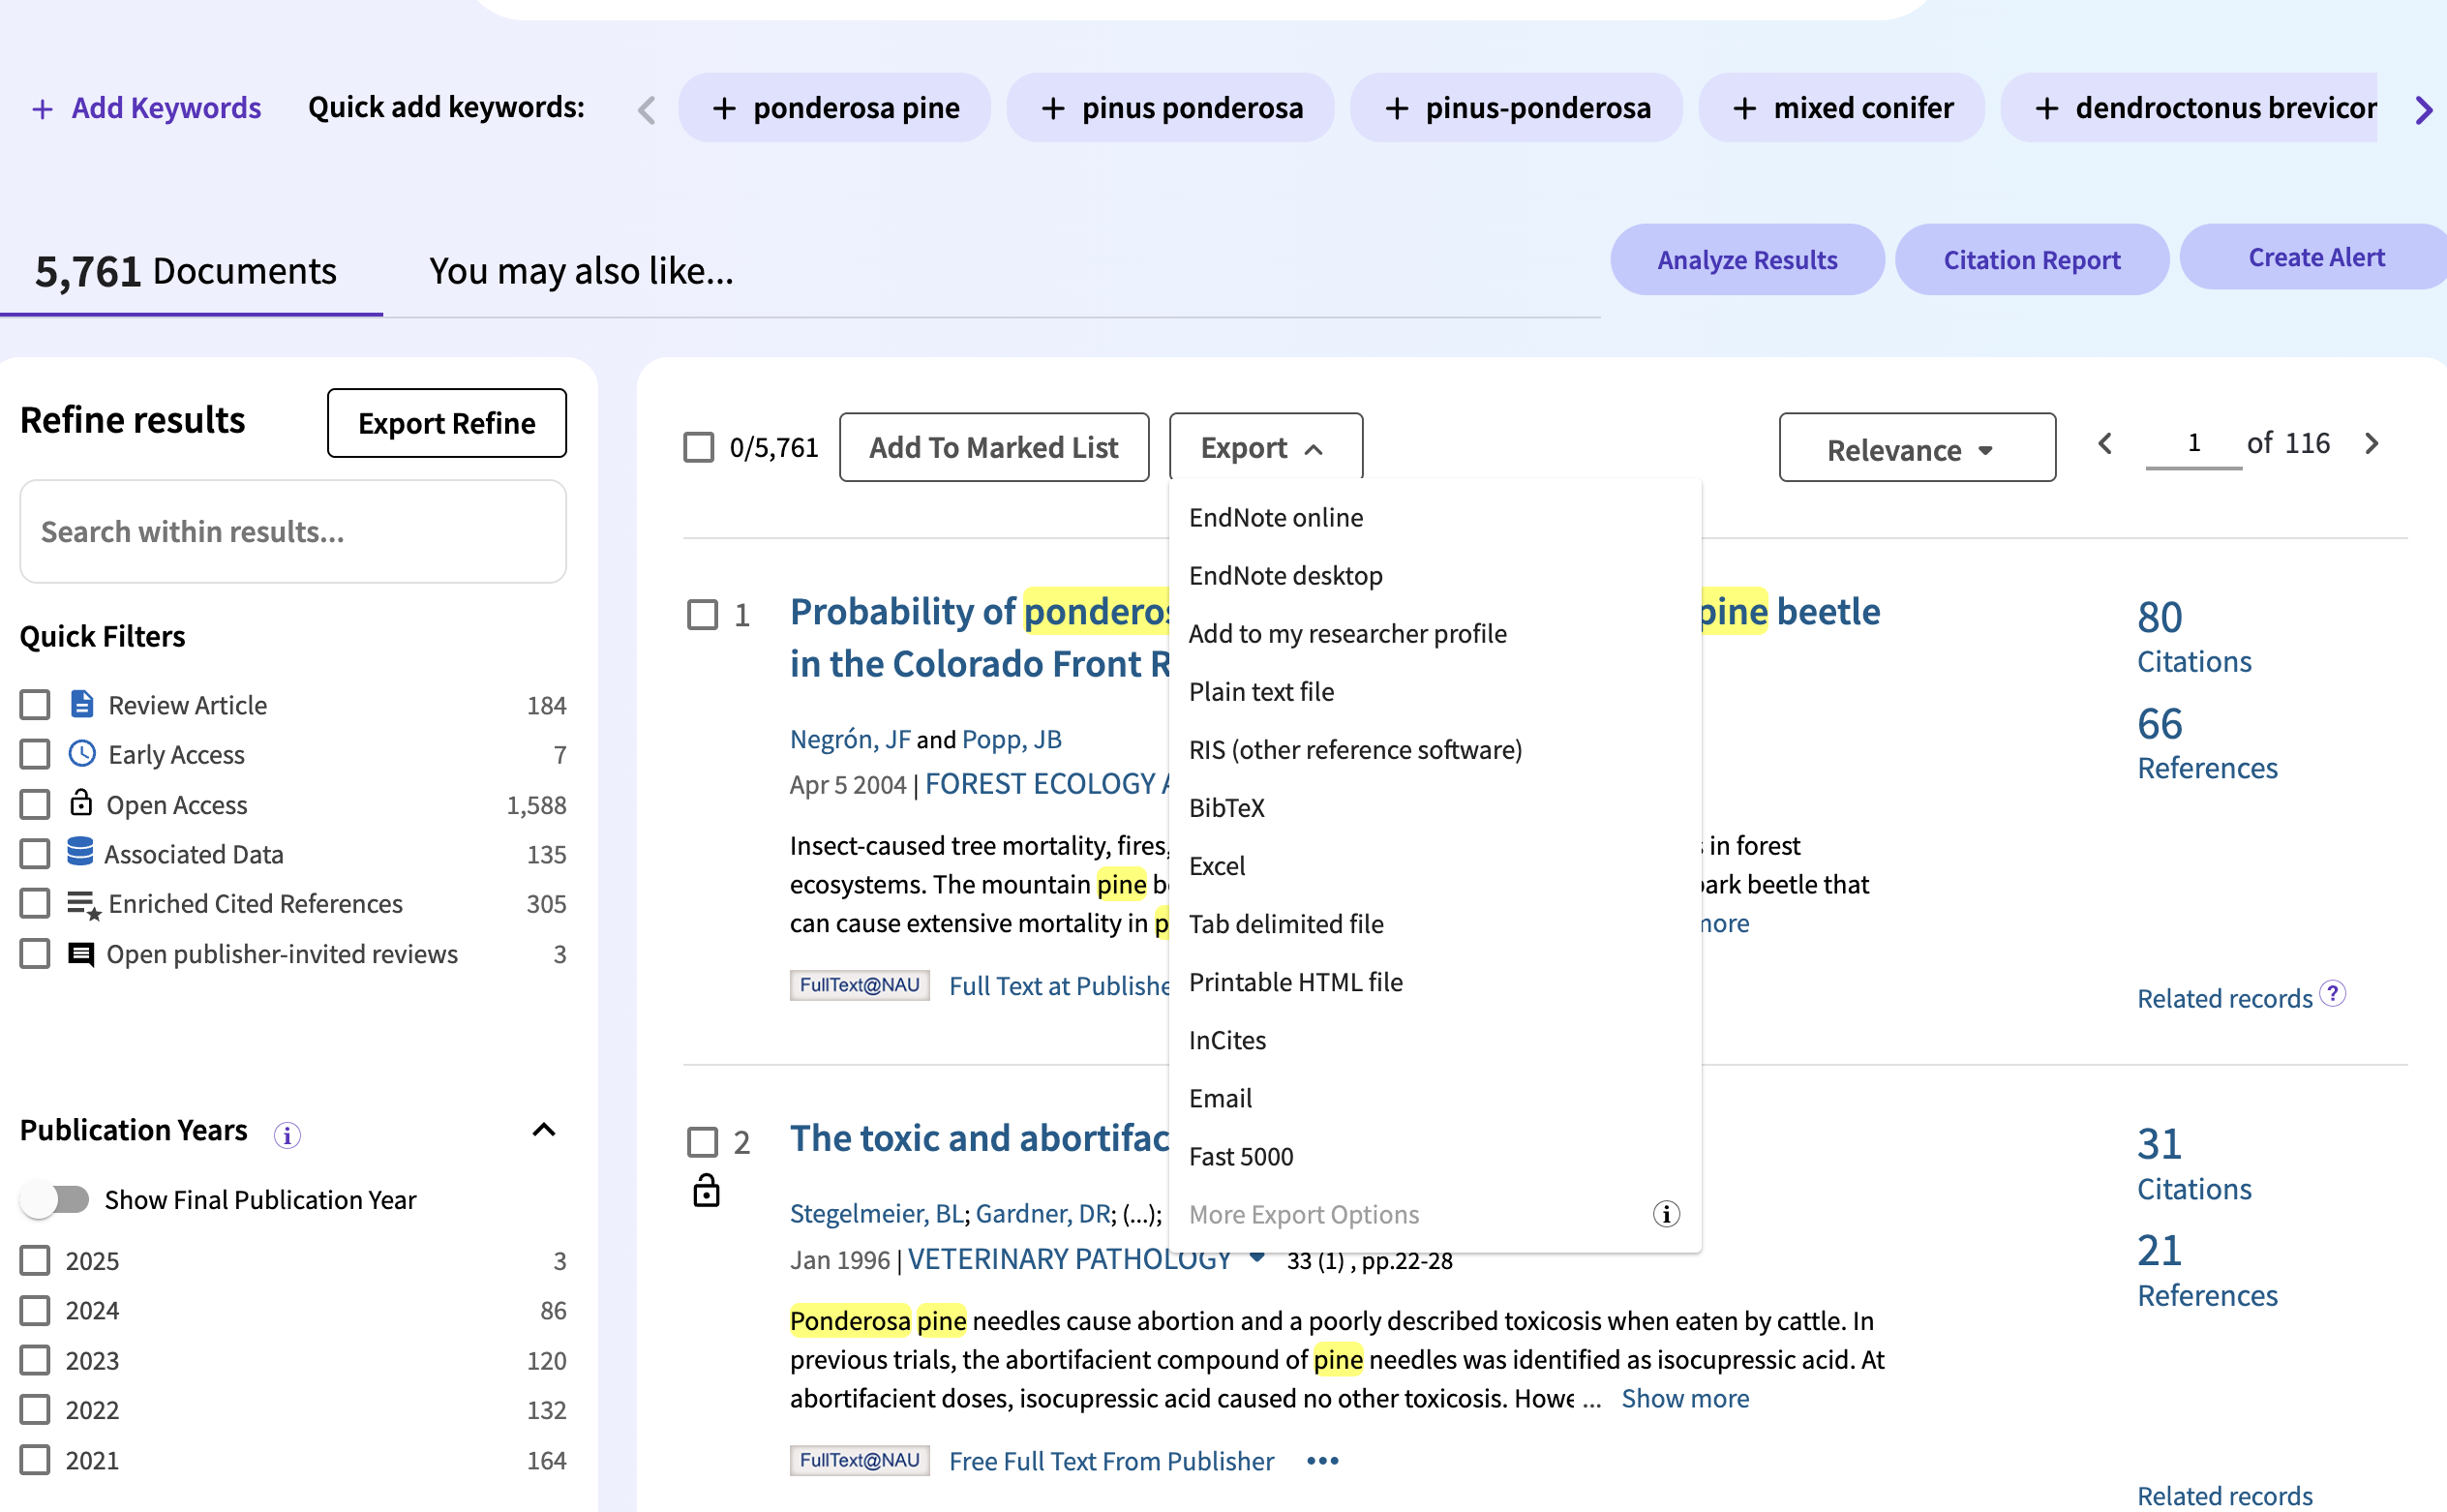 + Add Keywords
Quick add keywords:
+ ponderosa pine
+ pinus ponderosa
+ pinus-ponderosa
+ mixed conifer
+ dendroctonus brevicor
5,761 Documents
You may also like...
Analyze Results
Citation Report
Create Alert
Refine results
Export Refine
Search within results...
Quick Filters
Review Article 184
Early Access 7
Open Access 1,588
Associated Data 135
Enriched Cited References 305
Open publisher-invited reviews 3
Publication Years
Show Final Publication Year
2025 3
2024 86
2023 120
2022 132
2021 164
0/5,761
Add To Marked List
Export
Relevance
1 of 116
EndNote online
EndNote desktop
Add to my researcher profile
Plain text file
RIS (other reference software)
BibTeX
Excel
Tab delimited file
Printable HTML file
InCites
Email
Fast 5000
More Export Options
1
Probability of ponderos pine beetle
in the Colorado Front R
Negrón, JF and Popp, JB
Apr 5 2004 | FOREST ECOLOGY A
Insect-caused tree mortality, fires, in forest
ecosystems. The mountain pine b ark beetle that
can cause extensive mortality in p more
FullText@NAU Full Text at Publishe
80
Citations
66
References
Related records ?
2
The toxic and abortifac
Stegelmeier, BL; Gardner, DR; (...);
Jan 1996 | VETERINARY PATHOLOGY 33 (1) , pp.22-28
Ponderosa pine needles cause abortion and a poorly described toxicosis when eaten by cattle. In
previous trials, the abortifacient compound of pine needles was identified as isocupressic acid. At
abortifacient doses, isocupressic acid caused no other toxicosis. Howe ... Show more
FullText@NAU Free Full Text From Publisher •••
31
Citations
21
References
Related records